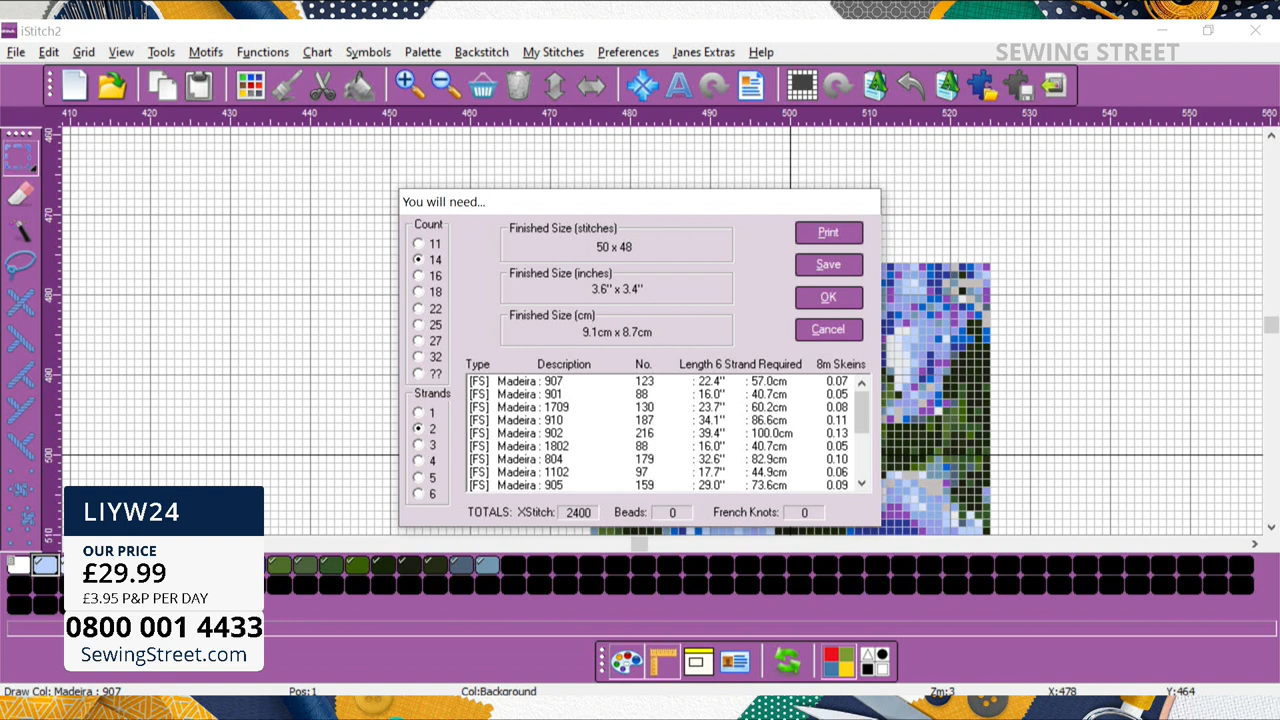 iStitch2
File Edit Grid View Tools Motifs Functions Chart Symbols Palette Backstitch My Stitches Preferences Janes Extras Help
SEWING STREET
410 420 430 440 450 460 470 480 490 500 510 520 530 540 550 560
460
470
480
490
500
510
You will need...
Count
11
14
16
18
22
25
27
32
??
Strands
1
2
3
4
5
6
Finished Size (stitches)
50 x 48
Finished Size (inches)
3.6" x 3.4"
Finished Size (cm)
9.1cm x 8.7cm
Print
Save
OK
Cancel
Type Description No. Length 6 Strand Required 8m Skeins
[FS] Madeira : 907 123 : 22.4" : 57.0cm 0.07
[FS] Madeira : 901 88 : 16.0" : 40.7cm 0.05
[FS] Madeira : 1709 130 : 23.7" : 60.2cm 0.08
[FS] Madeira : 910 187 : 34.1" : 86.6cm 0.11
[FS] Madeira : 902 216 : 39.4" : 100.0cm 0.13
[FS] Madeira : 1802 88 : 16.0" : 40.7cm 0.05
[FS] Madeira : 804 179 : 32.6" : 82.9cm 0.10
[FS] Madeira : 1102 97 : 17.7" : 44.9cm 0.06
[FS] Madeira : 905 159 : 29.0" : 73.6cm 0.09
TOTALS: XStitch: 2400 Beads: 0 French Knots: 0
LIYW24
OUR PRICE
£29.99
£3.95 P&P PER DAY
0800 001 4433
SewingStreet.com
Draw Col: Madeira : 907 Pos:1 Col:Background Zm:3 X:478 Y:464